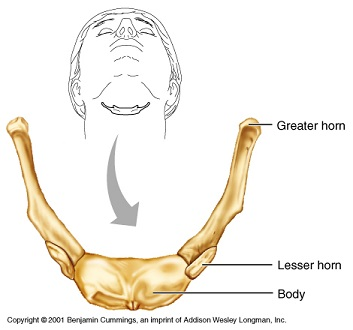 Greater horn
Lesser horn
Body
Copyright © 2001 Benjamin Cummings, an imprint of Addison Wesley Longman, Inc.